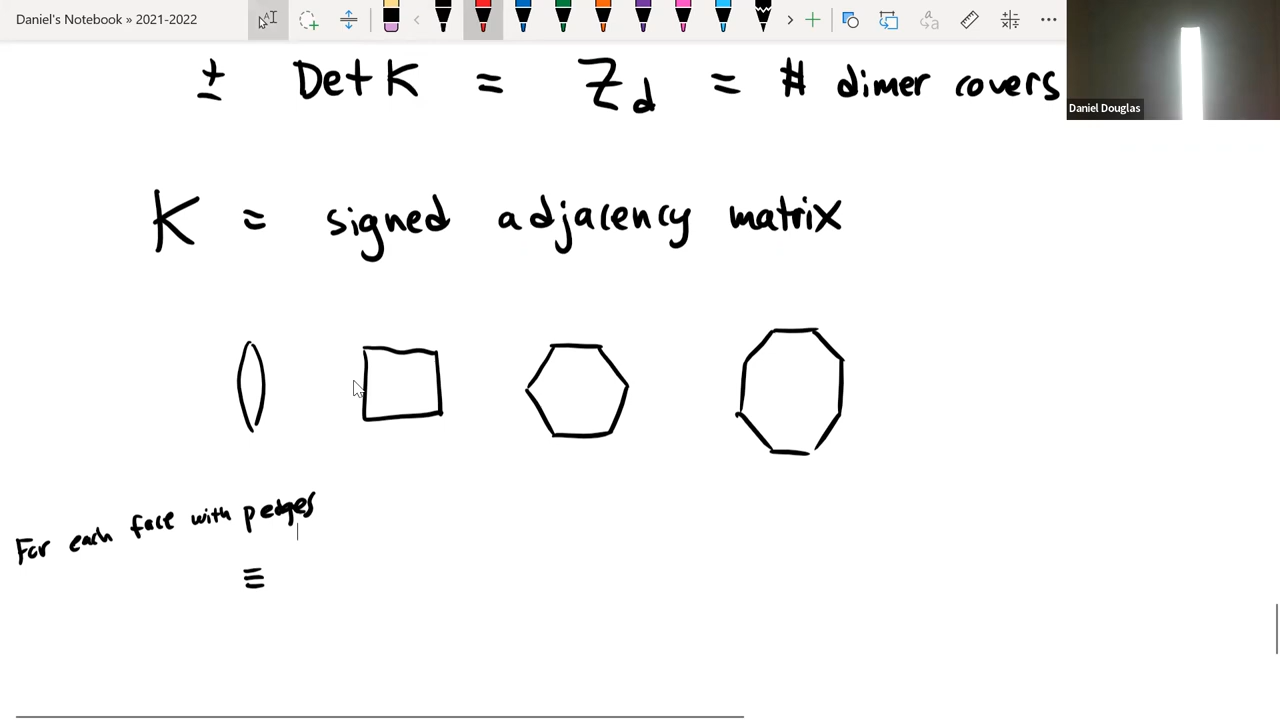 Daniel's Notebook » 2021-2022
± Det K = Z_d = # dimer covers
Daniel Douglas
K = signed adjacency matrix
For each face with p edges
≡